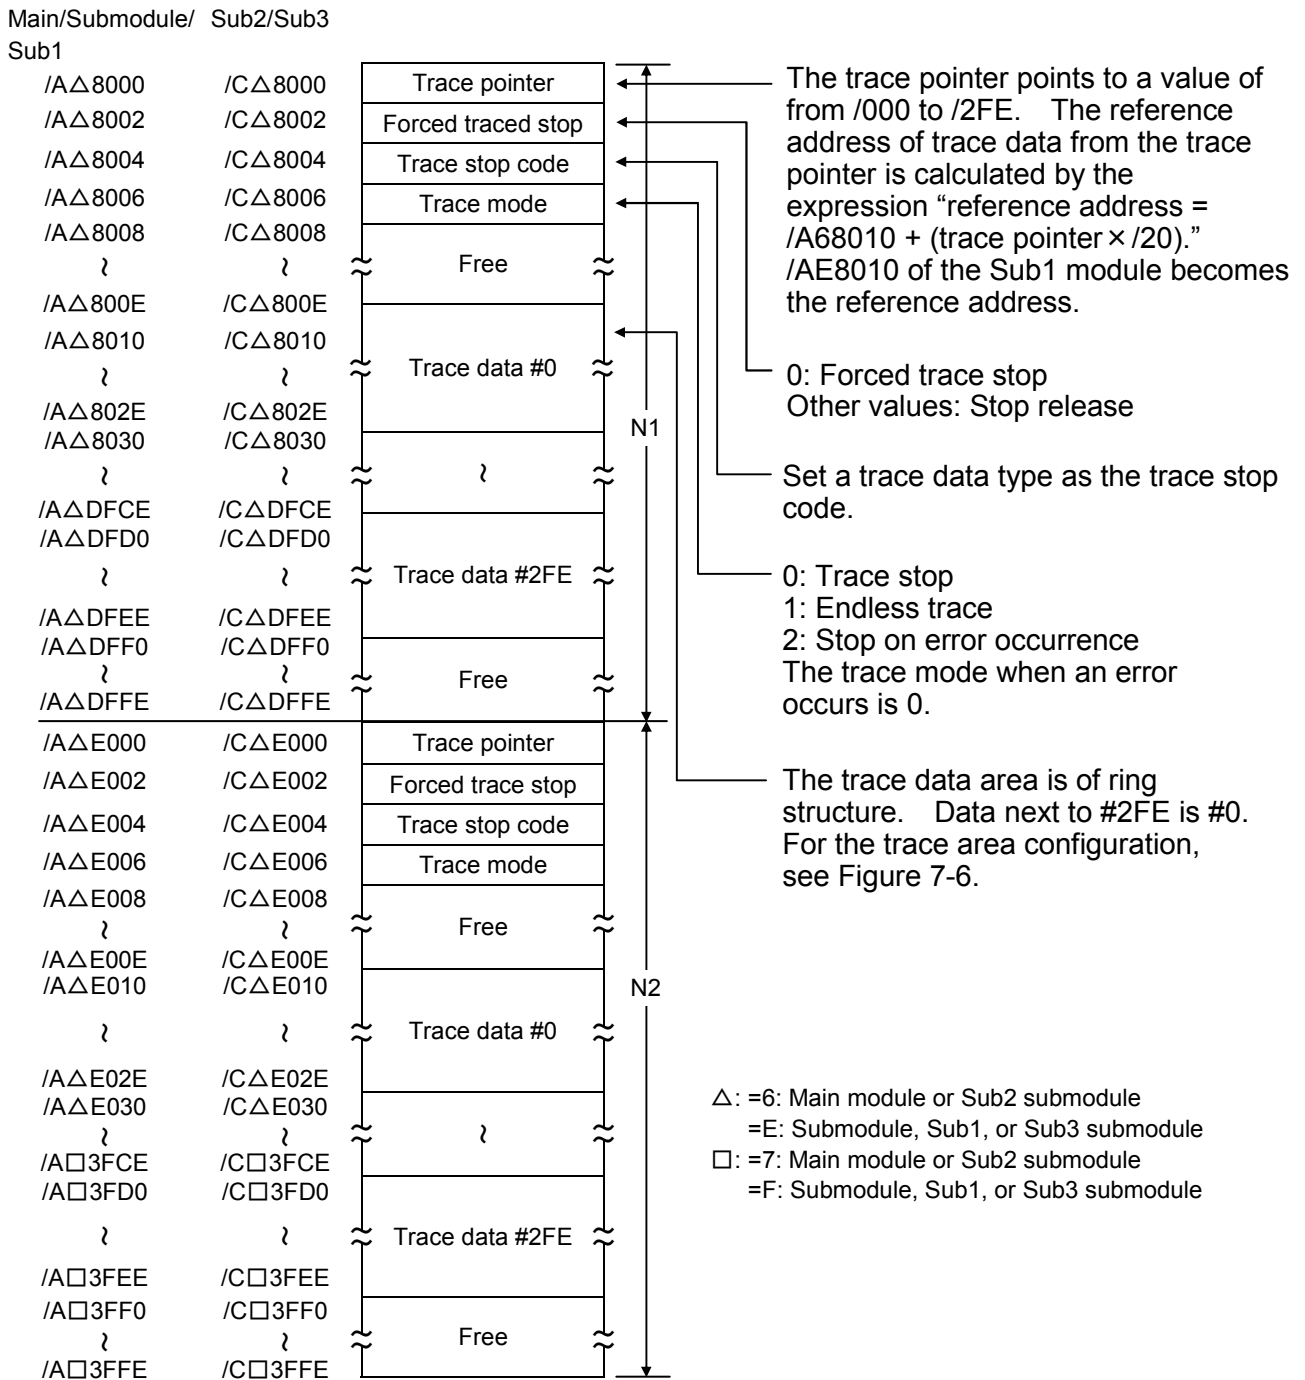 Main/Submodule/ Sub2/Sub3
Sub1
/A△8000 /C△8000 Trace pointer
/A△8002 /C△8002 Forced traced stop
/A△8004 /C△8004 Trace stop code
/A△8006 /C△8006 Trace mode
/A△8008 /C△8008
≀ ≀ Free
/A△800E /C△800E
/A△8010 /C△8010
≀ ≀ Trace data #0
/A△802E /C△802E
/A△8030 /C△8030
≀ ≀ ≀
/A△DFCE /C△DFCE
/A△DFD0 /C△DFD0
≀ ≀ Trace data #2FE
/A△DFEE /C△DFEE
/A△DFF0 /C△DFF0
≀ ≀ Free
/A△DFFE /C△DFFE
N1
/A△E000 /C△E000 Trace pointer
/A△E002 /C△E002 Forced trace stop
/A△E004 /C△E004 Trace stop code
/A△E006 /C△E006 Trace mode
/A△E008 /C△E008
≀ ≀ Free
/A△E00E /C△E00E
/A△E010 /C△E010
≀ ≀ Trace data #0
/A△E02E /C△E02E
/A△E030 /C△E030
≀ ≀ ≀
/A□3FCE /C□3FCE
/A□3FD0 /C□3FD0
≀ ≀ Trace data #2FE
/A□3FEE /C□3FEE
/A□3FF0 /C□3FF0
≀ ≀ Free
/A□3FFE /C□3FFE
N2
The trace pointer points to a value of
from /000 to /2FE. The reference
address of trace data from the trace
pointer is calculated by the
expression “reference address =
/A68010 + (trace pointer × /20).”
/AE8010 of the Sub1 module becomes
the reference address.
0: Forced trace stop
Other values: Stop release
Set a trace data type as the trace stop
code.
0: Trace stop
1: Endless trace
2: Stop on error occurrence
The trace mode when an error
occurs is 0.
The trace data area is of ring
structure. Data next to #2FE is #0.
For the trace area configuration,
see Figure 7-6.
△: =6: Main module or Sub2 submodule
=E: Submodule, Sub1, or Sub3 submodule
□: =7: Main module or Sub2 submodule
=F: Submodule, Sub1, or Sub3 submodule